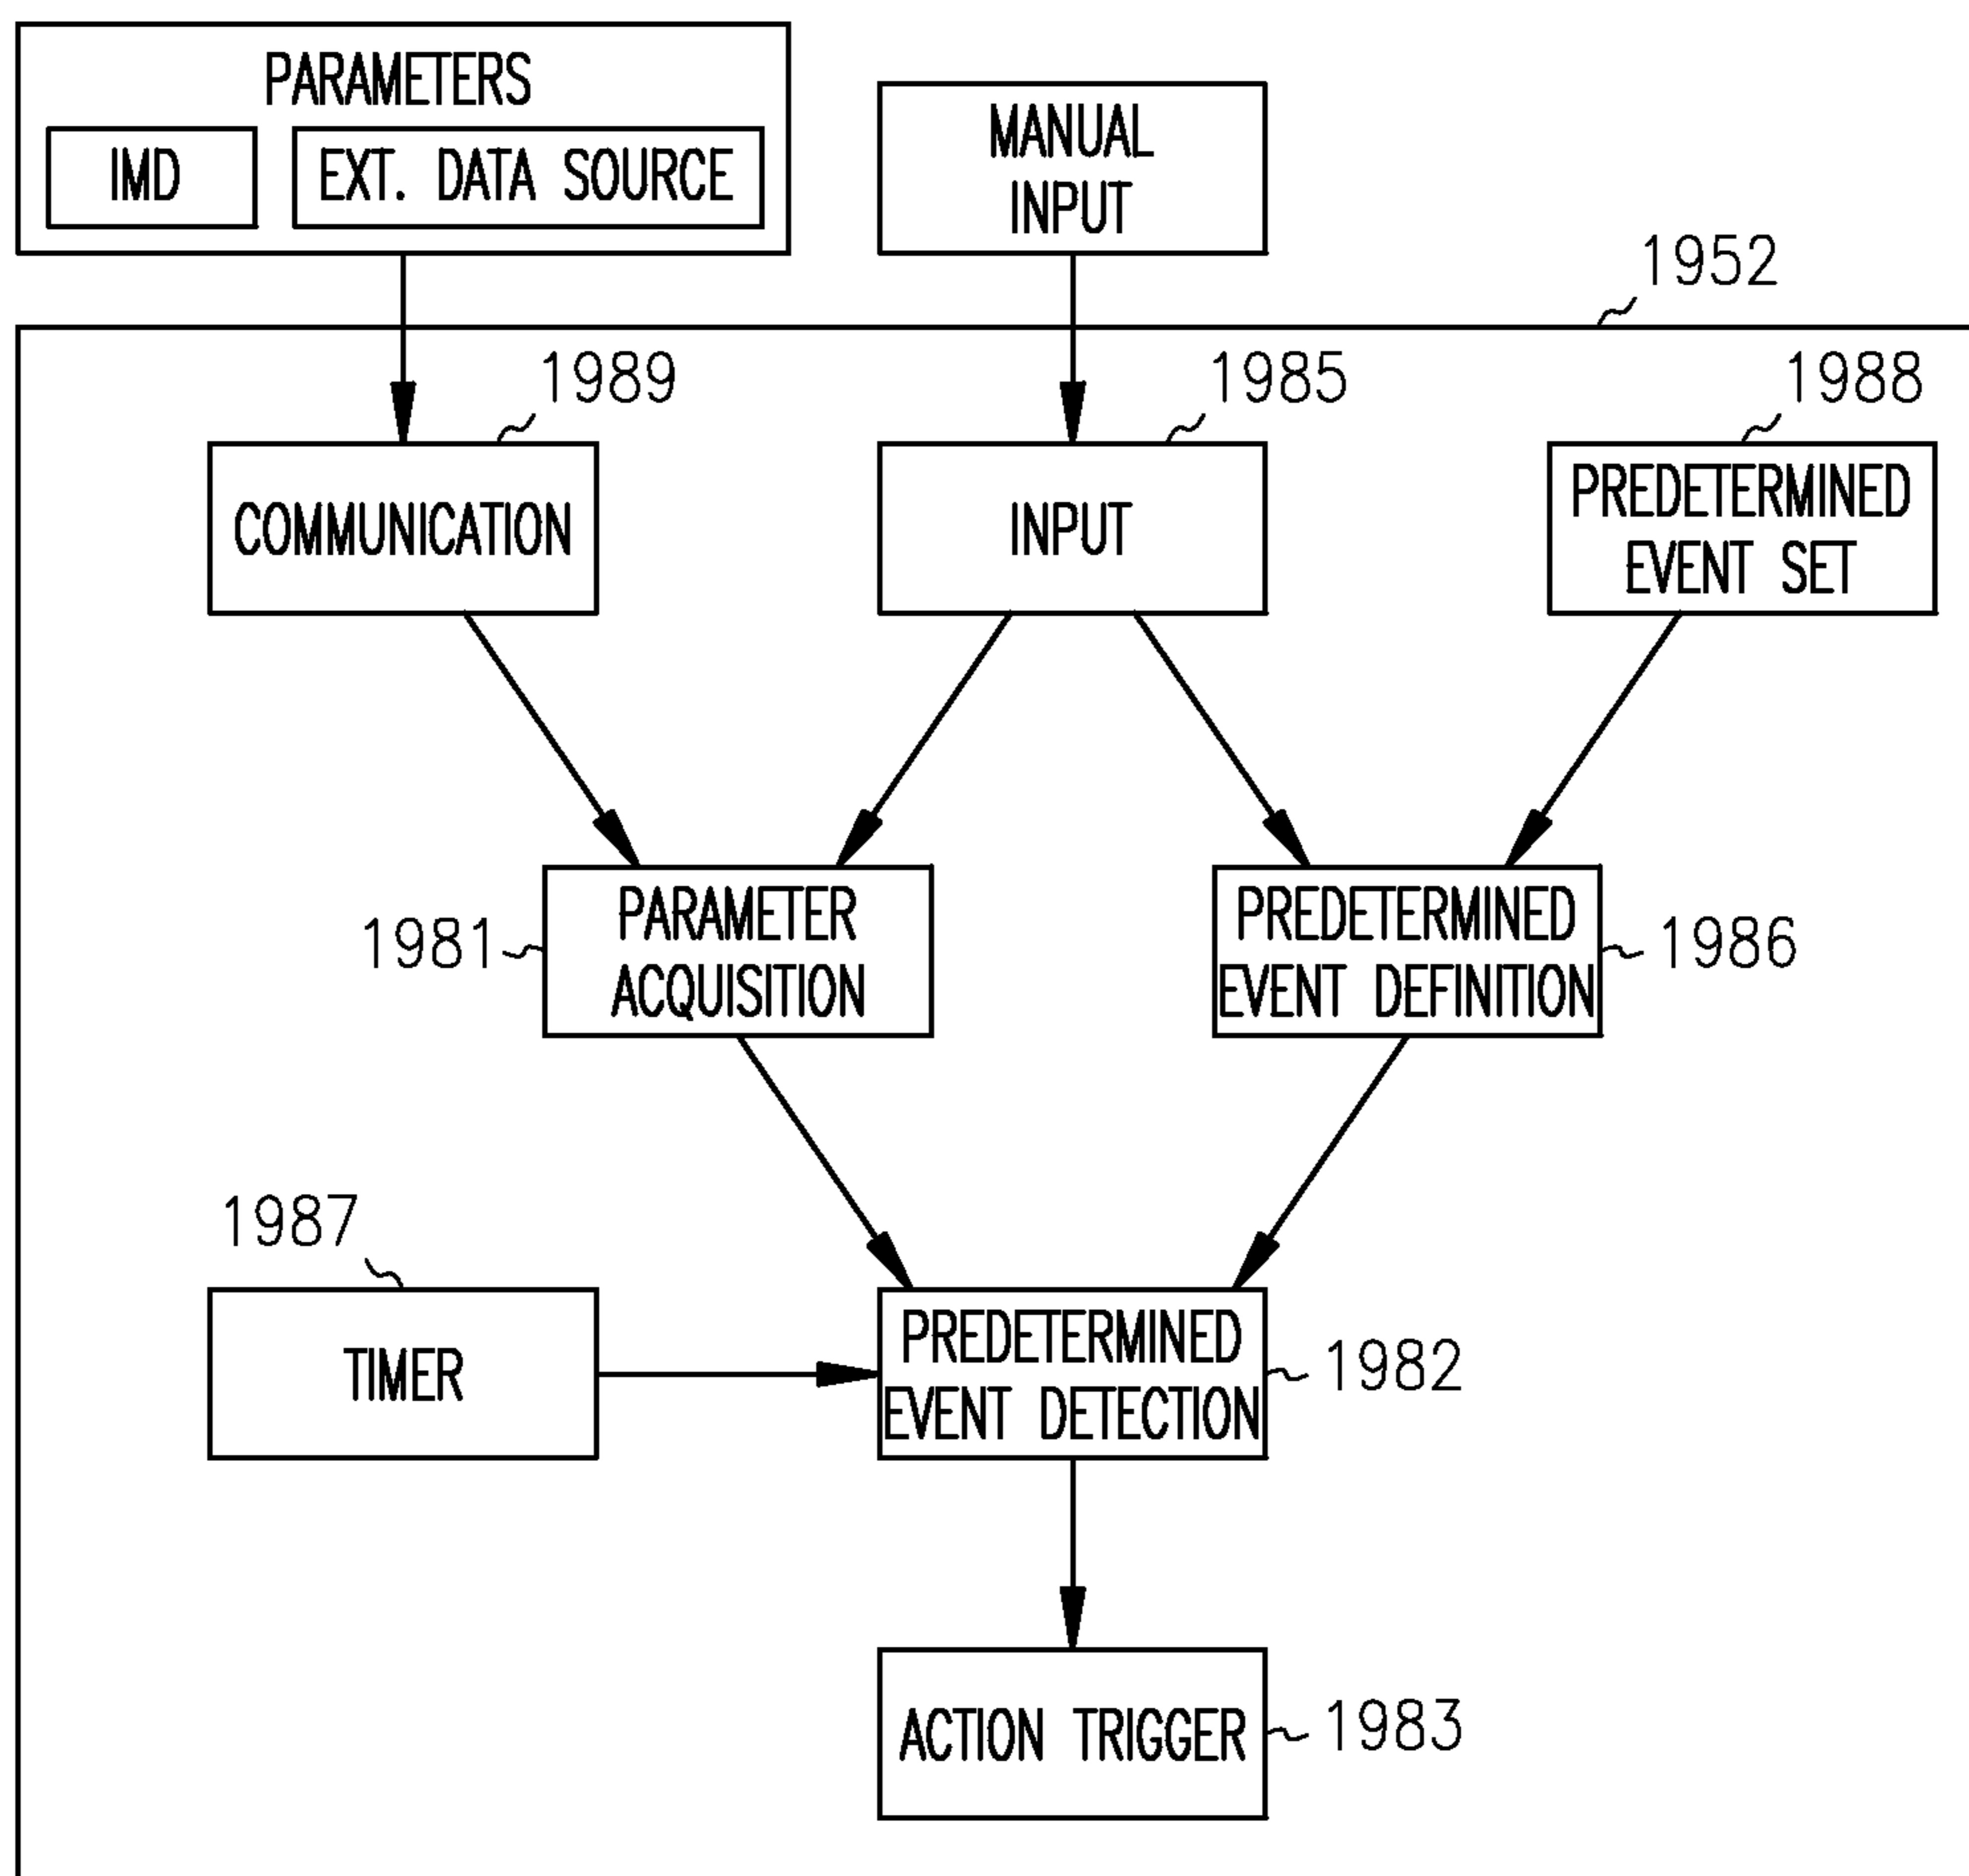 PARAMETERS
IMD
EXT. DATA SOURCE
MANUAL
INPUT
1952
1989
1985
1988
COMMUNICATION
INPUT
PREDETERMINED
EVENT SET
1981
PARAMETER
ACQUISITION
PREDETERMINED
EVENT DEFINITION
1986
1987
TIMER
PREDETERMINED
EVENT DETECTION
1982
ACTION TRIGGER
1983